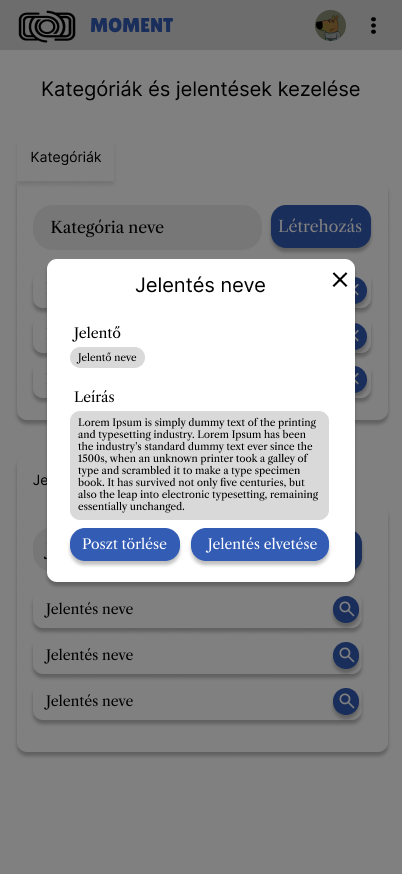 MOMENT
Kategóriák és jelentések kezelése
Kategóriák
Kategória neve
Létrehozás
Jelentés neve
Jelentő
Jelentő neve
Leírás
Lorem Ipsum is simply dummy text of the printing
and typesetting industry. Lorem Ipsum has been
the industry's standard dummy text ever since the
1500s, when an unknown printer took a galley of
type and scrambled it to make a type specimen
book. It has survived not only five centuries, but
also the leap into electronic typesetting, remaining
essentially unchanged.
Poszt törlése
Jelentés elvetése
Jelentés neve
Jelentés neve
Jelentés neve